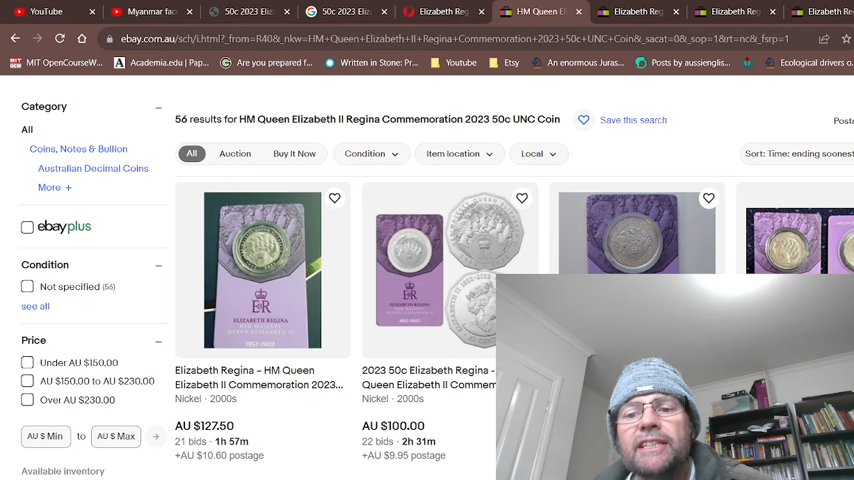 YouTube
Myanmar fac
50c 2023 Eliz
50c 2023 Eliz
Elizabeth Reg
HM Queen El
Elizabeth Reg
Elizabeth Reg
Elizabeth R
ebay.com.au/sch/i.html?_from=R40&_nkw=HM+Queen+Elizabeth+II+Regina+Commemoration+2023+50c+UNC+Coin&_sacat=0&_sop=1&rt=nc&_fsrp=1
MIT OpenCourseW...
Academia.edu | Pap...
Are you prepared f...
Written in Stone: Pr...
Youtube
Etsy
An enormous Juras...
Posts by aussienglis...
Ecological drivers o
Category
All
Coins, Notes & Bullion
Australian Decimal Coins
More +
ebayplus
Condition
Not specified (56)
see all
Price
Under AU $150.00
AU $150.00 to AU $230.00
Over AU $230.00
AU $ Min to AU $ Max
Available inventory
56 results for HM Queen Elizabeth II Regina Commemoration 2023 50c UNC Coin
Save this search
Posta
All
Auction
Buy It Now
Condition
Item location
Local
Sort: Time: ending soonest
ELIZABETH REGINA
HER MAJESTY
QUEEN ELIZABETH II
1952-2022
ELIZABETH REGINA
Elizabeth Regina – HM Queen
Elizabeth II Commemoration 2023...
Nickel · 2000s
AU $127.50
21 bids · 1h 57m
+AU $10.60 postage
2023 50c Elizabeth Regina -
Queen Elizabeth II Commem
Nickel · 2000s
AU $100.00
22 bids · 2h 31m
+AU $9.95 postage